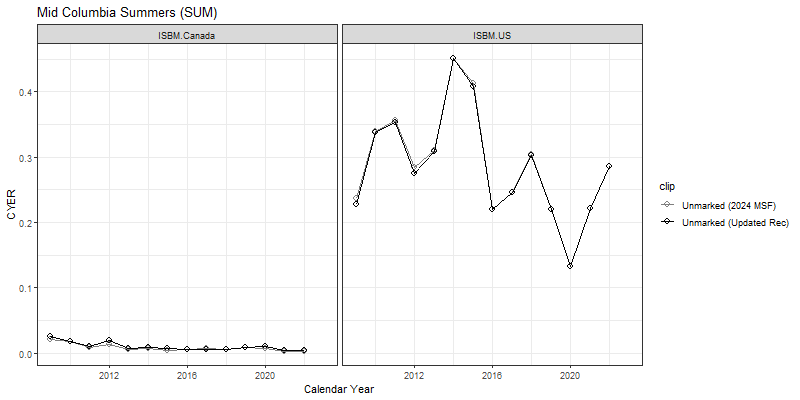 Mid Columbia Summers (SUM)
ISBM.Canada
ISBM.US
CYER
0.4
0.3
0.2
0.1
0.0
2012
2016
2020
2012
2016
2020
Calendar Year
clip
Unmarked (2024 MSF)
Unmarked (Updated Rec)